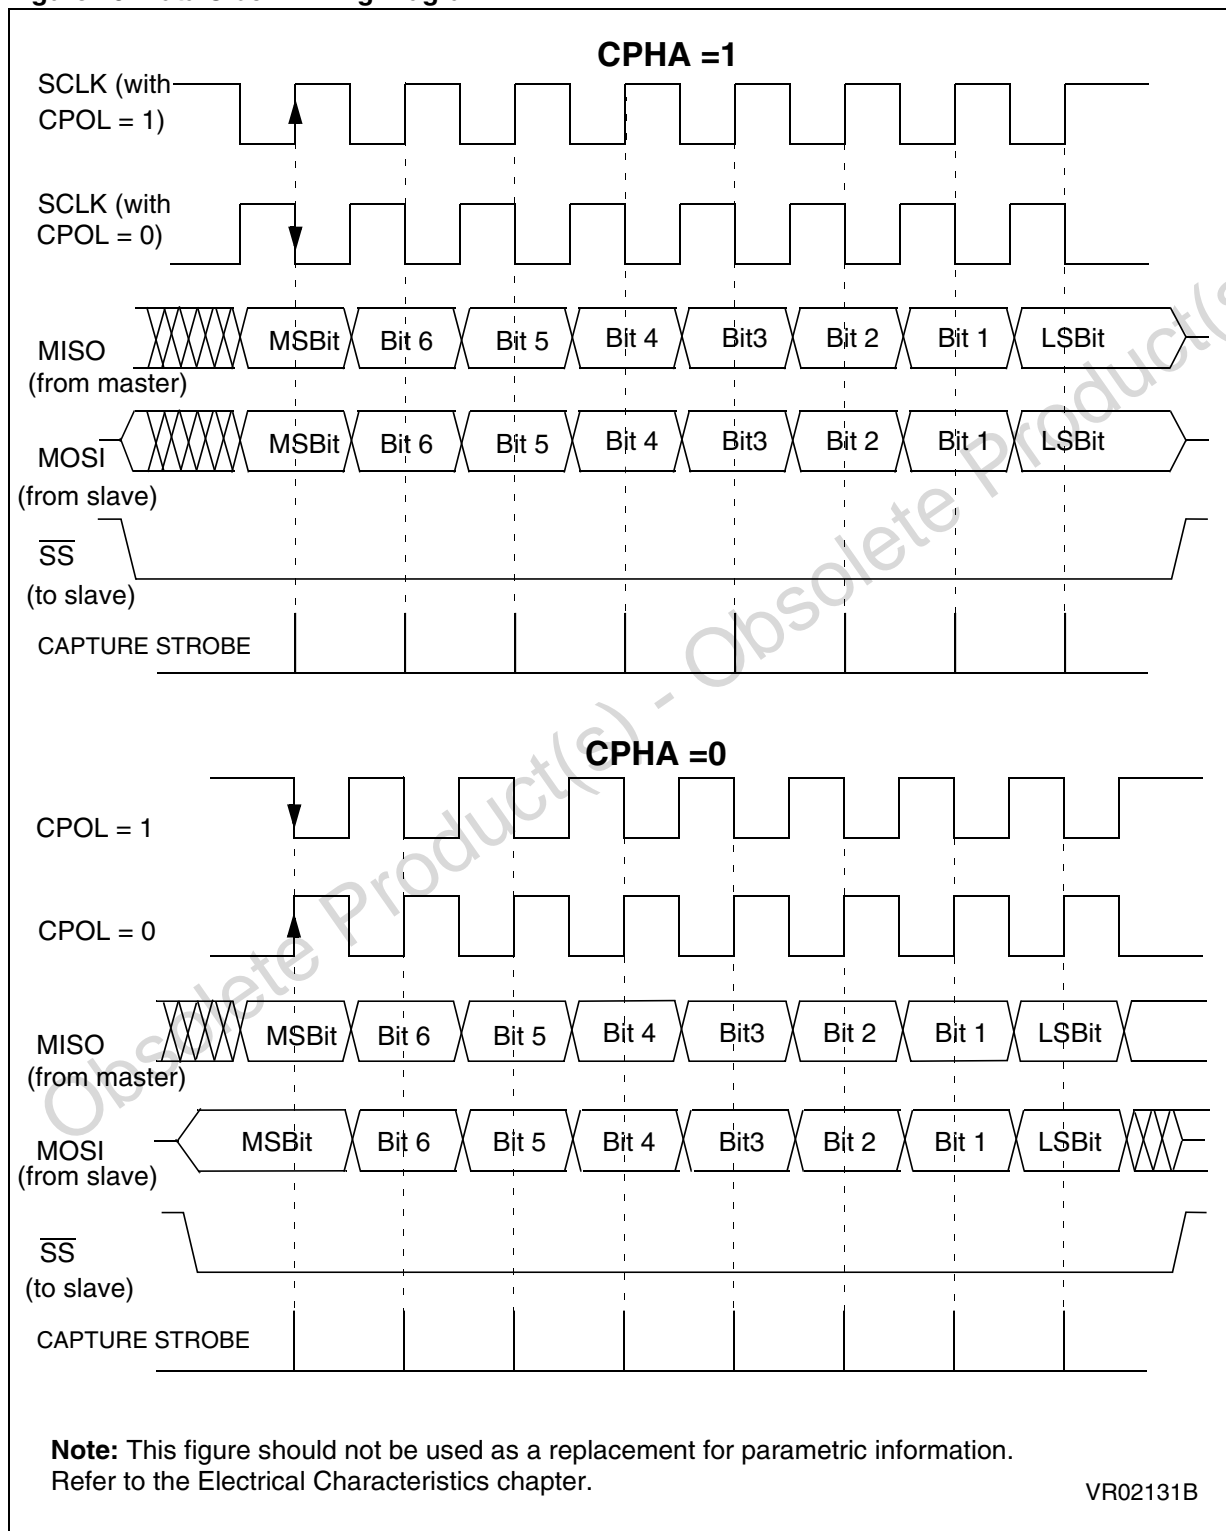 CPHA =1
SCLK (with
CPOL = 1)
SCLK (with
CPOL = 0)
MISO
(from master)
MSBit Bit 6 Bit 5 Bit 4 Bit3 Bit 2 Bit 1 LSBit
MOSI
(from slave)
MSBit Bit 6 Bit 5 Bit 4 Bit3 Bit 2 Bit 1 LSBit
SS
(to slave)
CAPTURE STROBE
CPHA =0
CPOL = 1
CPOL = 0
MISO
(from master)
MSBit Bit 6 Bit 5 Bit 4 Bit3 Bit 2 Bit 1 LSBit
MOSI
(from slave)
MSBit Bit 6 Bit 5 Bit 4 Bit3 Bit 2 Bit 1 LSBit
SS
(to slave)
CAPTURE STROBE
Note: This figure should not be used as a replacement for parametric information.
Refer to the Electrical Characteristics chapter.
VR02131B
Obsolete Product(s) - Obsolete Product(s